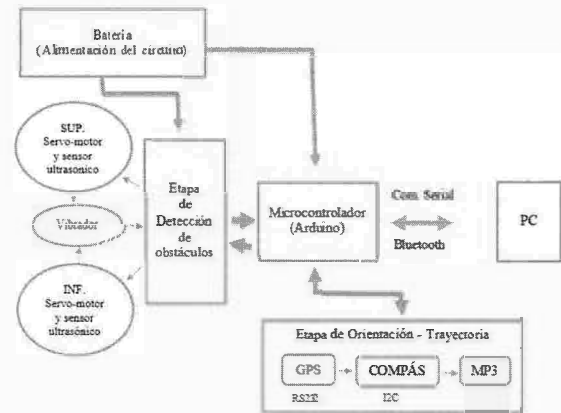 Batería
(Alimentación del circuito)
SUP.
Servo-motor
y sensor
ultrasónico
Vibrador
INF.
Servo-motor
y sensor
ultrasónico
Etapa
de
Detección
de
obstáculos
Microcontrolador
(Arduino)
Com. Serial
Bluetooth
PC
Etapa de Orientación - Trayectoria
GPS
COMPÁS
MP3
RS232
I2C